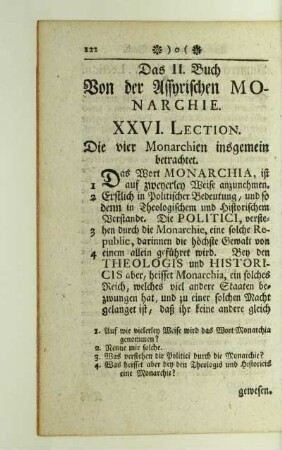 222 ❋ ) o ( ❋
Das II. Buch
Von der Assyrischen MO-
NARCHIE.
XXVI. LECTION.
Die vier Monarchien insgemein
betrachtet.
Das Wort MONARCHIA, ist
1 auf zweyerley Weise anzunehmen.
2 Erstlich in Politischer Bedeutung, und so
denn in Theologischem und Historischem
Verstande. Die POLITICI, verste-
3 hen durch die Monarchie, eine solche Re-
public, darinnen die höchste Gewalt von
4 einem allein geführet wird. Bey den
THEOLOGIS und HISTORI-
CIS aber, heisset Monarchia, ein solches
Reich, welches viel andere Staaten be-
zwungen hat, und zu einer solchen Macht
gelanget ist, daß ihr keine andere gleich
1. Auf wie vielerley Weise wird das Wort Monarchia
genommen?
2. Nenne mir solche.
3. Was verstehen die Politici durch die Monarchie?
4. Was heisset aber bey den Theologis und Historicis
eine Monarchie?
gewesen.